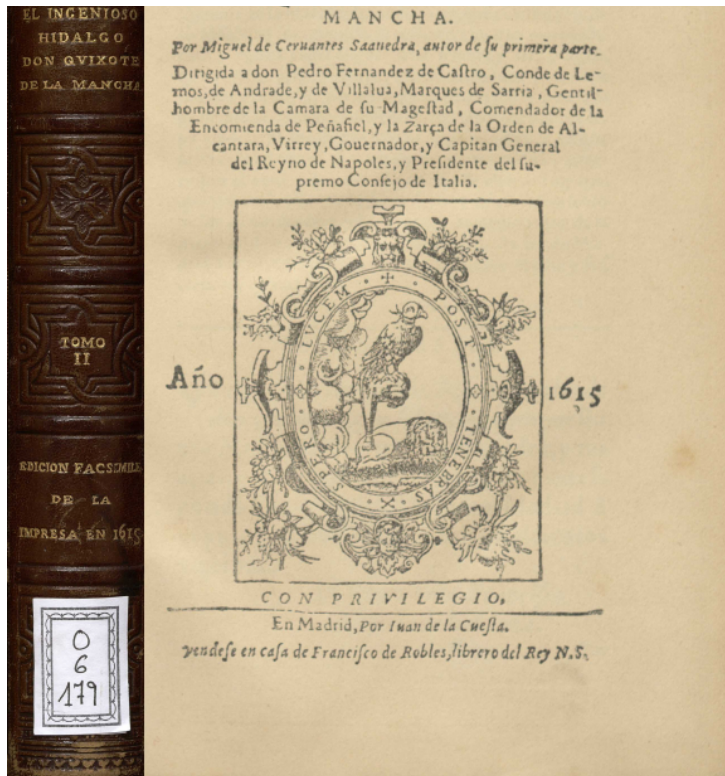 EL INGENIOSO
HIDALGO
DON QVIXOTE
DE LA MANCHA
TOMO
II
EDICION FACSIMILE
DE LA
IMPRESA EN 1615
O
6
179
MANCHA.
Por Miguel de Ceruantes Saauedra, autor de ſu primera parte.
Dirigida a don Pedro Fernandez de Caſtro, Conde de Le-
mos, de Andrade, y de Villalua, Marques de Sarria, Gentil-
hombre de la Camara de ſu Mageſtad, Comendador de la
Encomienda de Peñafiel, y la Zarça de la Orden de Al-
cantara, Virrey, Gouernador, y Capitan General
del Reyno de Napoles, y Preſidente del ſu-
premo Conſejo de Italia.
SPERO LVCEM POST TENEBRAS
Año 1615
CON PRIVILEGIO,
En Madrid, Por Iuan de la Cueſta.
vendeſe en caſa de Franciſco de Robles, librero del Rey N.S.